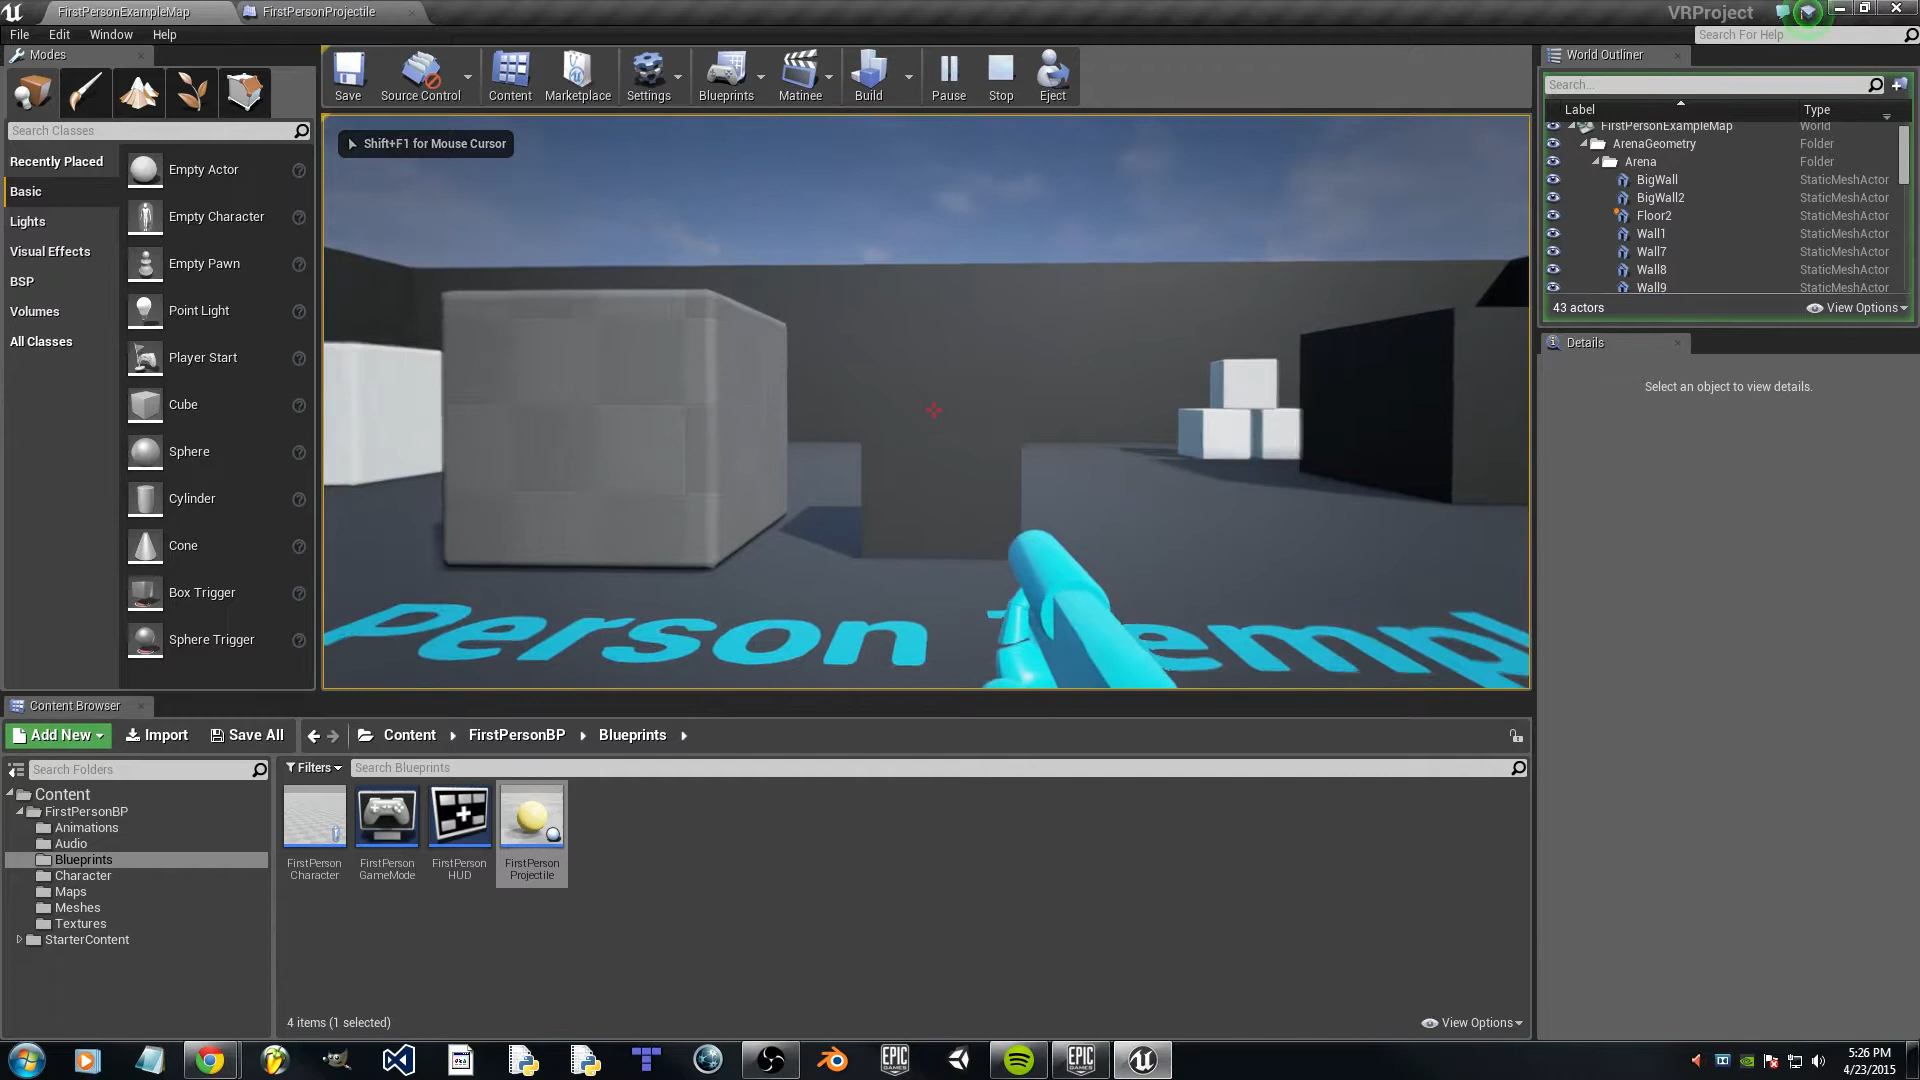 FirstPersonExampleMap
FirstPersonProjectile
VRProject
File Edit Window Help
Search For Help
Modes
Search Classes
Recently Placed
Basic
Lights
Visual Effects
BSP
Volumes
All Classes
Empty Actor
Empty Character
Empty Pawn
Point Light
Player Start
Cube
Sphere
Cylinder
Cone
Box Trigger
Sphere Trigger
Save
Source Control
Content
Marketplace
Settings
Blueprints
Matinee
Build
Pause
Stop
Eject
Shift+F1 for Mouse Cursor
Person Templ
World Outliner
Search...
Label Type
FirstPersonExampleMap World
ArenaGeometry Folder
Arena Folder
BigWall StaticMeshActor
BigWall2 StaticMeshActor
Floor2 StaticMeshActor
Wall1 StaticMeshActor
Wall7 StaticMeshActor
Wall8 StaticMeshActor
Wall9 StaticMeshActor
43 actors View Options
Details
Select an object to view details.
Content Browser
Add New Import Save All Content FirstPersonBP Blueprints
Search Folders
Filters Search Blueprints
Content
FirstPersonBP
Animations
Audio
Blueprints
Character
Maps
Meshes
Textures
StarterContent
FirstPerson
Character
FirstPerson
GameMode
FirstPerson
HUD
FirstPerson
Projectile
4 items (1 selected) View Options
EPIC
GAMES
EPIC
GAMES
5:26 PM
4/23/2015